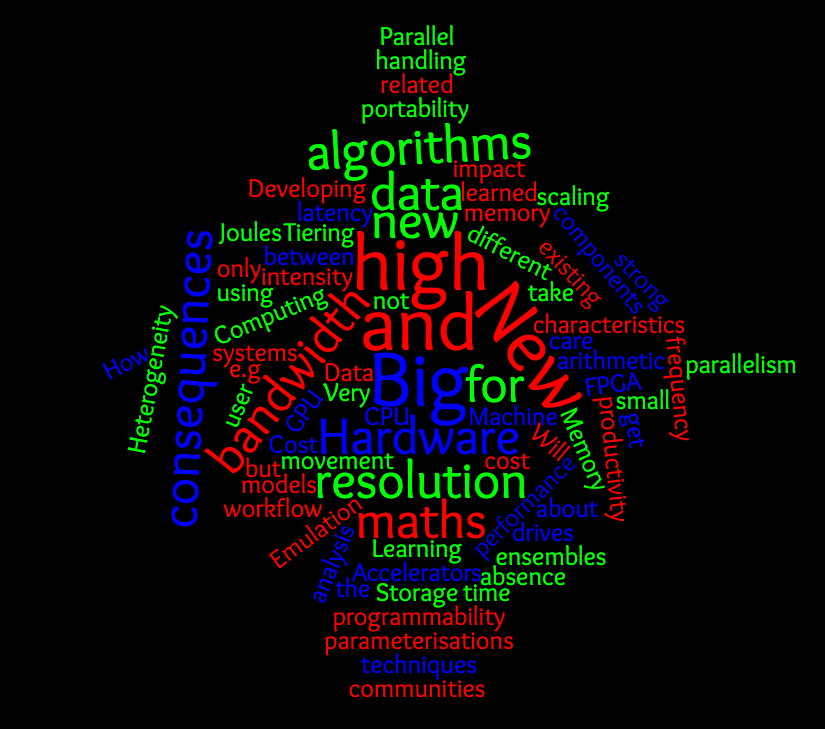 Parallel
handling
related
portability
algorithms
impact
Developing
data
learned
scaling
latency
new
memory
Joules
Tiering
different
components
strong
between
high
existing
only
intensity
consequences
using
Computing
not
take
bandwidth
and
New
characteristics
Heterogeneity
How
systems
care
frequency
e.g
Data
Big
for
arithmetic
parallelism
user
Very
FPGA
small
GPU
CPU
Machine
Memory
productivity
get
Cost
Hardware
Will
but
movement
cost
models
resolution
performance
workflow
maths
about
Emulation
drives
analysis
Learning
ensembles
Accelerators
absence
the
Storage
time
programmability
parameterisations
techniques
communities